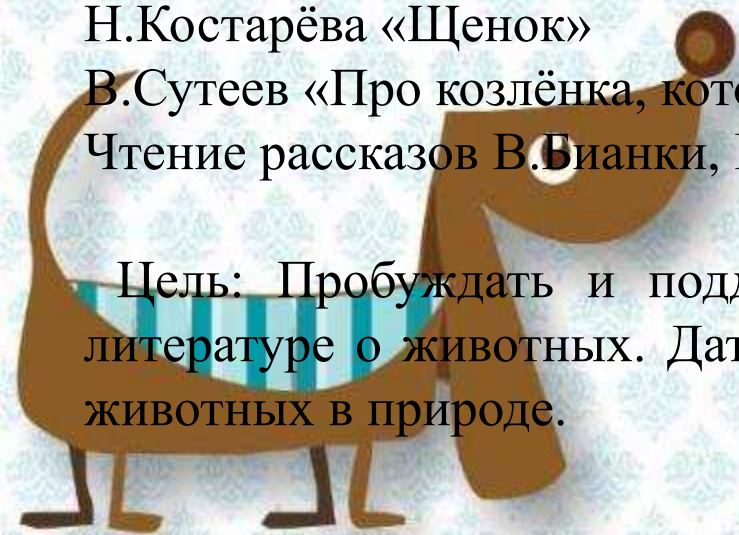 Н.Костарёва «Щенок»
В.Сутеев «Про козлёнка,
Чтение рассказов В.Бианки,
Цель: Пробуждать и
литературе о животных.
животных в природе.